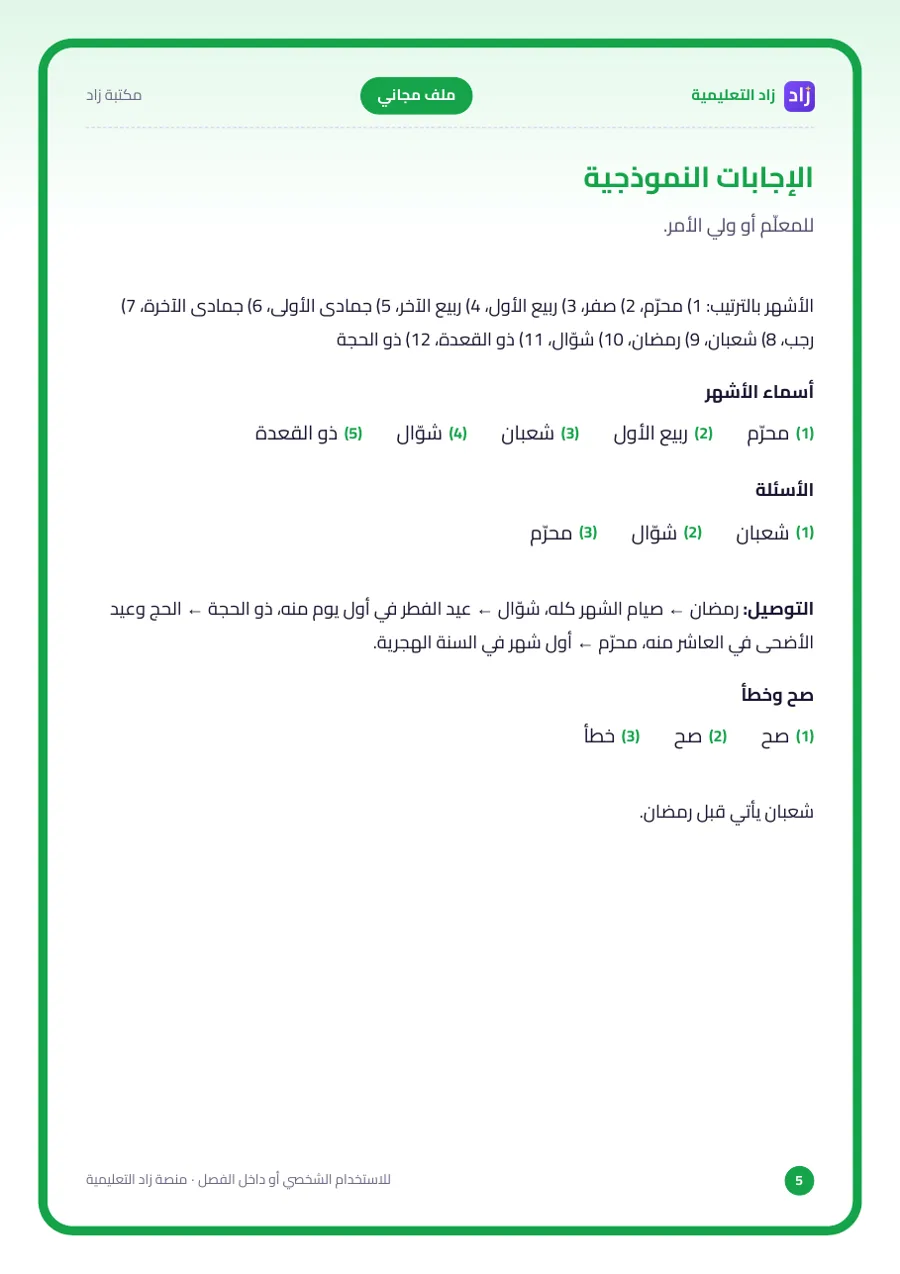 زاد زاد التعليمية
ملف مجاني
مكتبة زاد
الإجابات النموذجية
للمعلّم أو ولي الأمر.
الأشهر بالترتيب: 1) محرّم، 2) صفر، 3) ربيع الأول، 4) ربيع الآخر، 5) جمادى الأولى، 6) جمادى الآخرة، 7)
رجب، 8) شعبان، 9) رمضان، 10) شوّال، 11) ذو القعدة، 12) ذو الحجة
أسماء الأشهر
(1) محرّم (2) ربيع الأول (3) شعبان (4) شوّال (5) ذو القعدة
الأسئلة
(1) شعبان (2) شوّال (3) محرّم
التوصيل: رمضان ← صيام الشهر كله، شوّال ← عيد الفطر في أول يوم منه، ذو الحجة ← الحج وعيد
الأضحى في العاشر منه، محرّم ← أول شهر في السنة الهجرية.
صح وخطأ
(1) صح (2) صح (3) خطأ
شعبان يأتي قبل رمضان.
5
للاستخدام الشخصي أو داخل الفصل · منصة زاد التعليمية